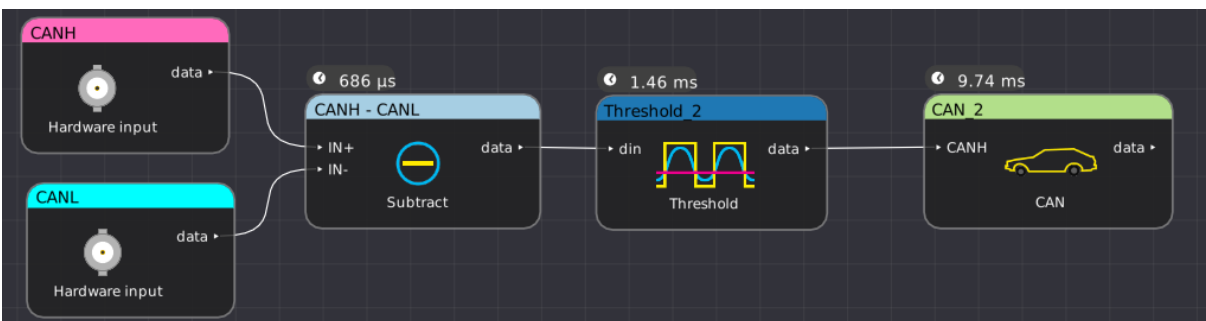 CANH
data
Hardware input
CANL
data
Hardware input
686 µs
CANH - CANL
IN+
IN-
data
Subtract
1.46 ms
Threshold_2
din
data
Threshold
9.74 ms
CAN_2
CANH
data
CAN